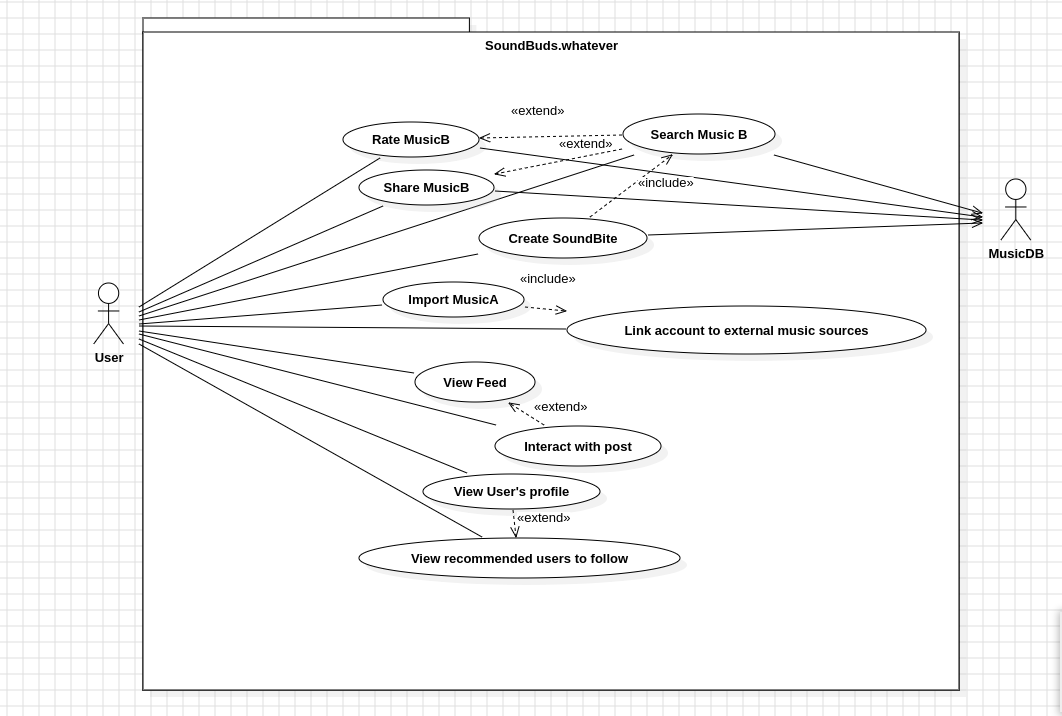 SoundBuds.whatever
«extend»
Rate MusicB
Search Music B
«extend»
Share MusicB
«include»
Create SoundBite
MusicDB
«include»
Import MusicA
Link account to external music sources
User
View Feed
«extend»
Interact with post
View User's profile
«extend»
View recommended users to follow